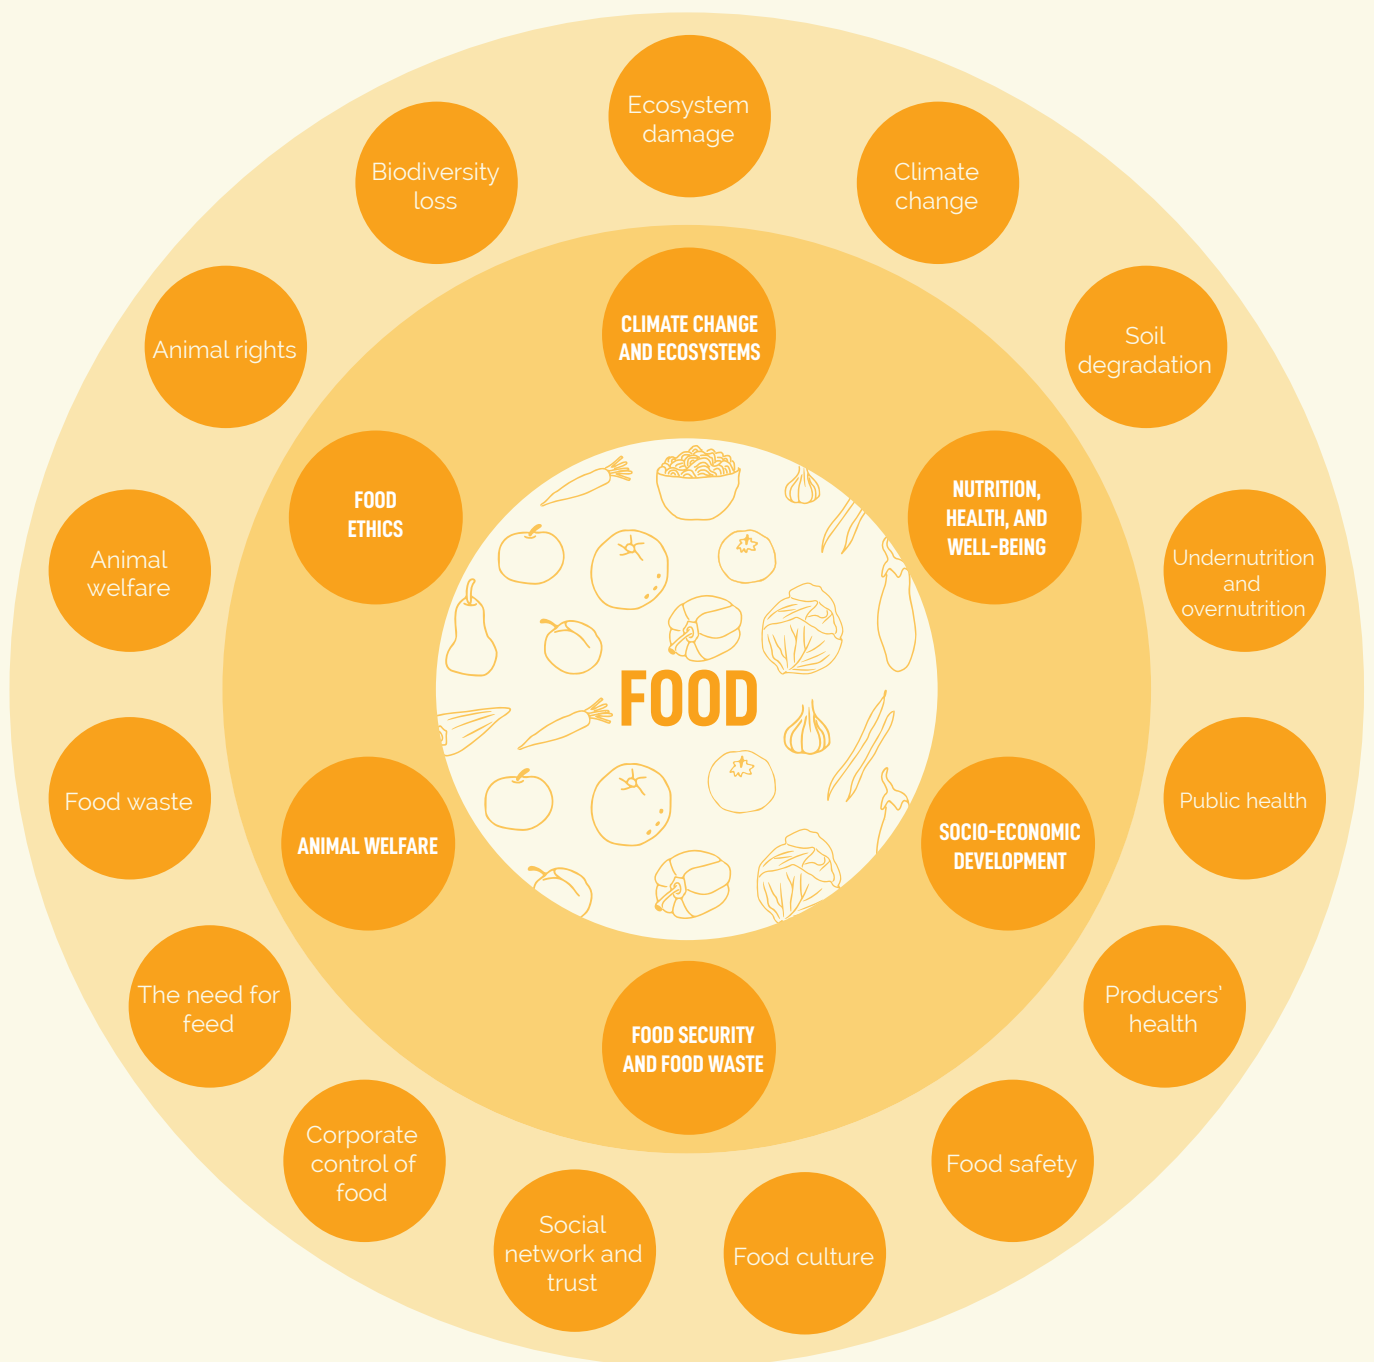 Ecosystem
damage
Biodiversity
loss
Climate
change
Animal rights
Soil
degradation
CLIMATE CHANGE
AND ECOSYSTEMS
FOOD
ETHICS
NUTRITION,
HEALTH, AND
WELL-BEING
Animal
welfare
Undernutrition
and
overnutrition
FOOD
Food waste
Public health
ANIMAL WELFARE
SOCIO-ECONOMIC
DEVELOPMENT
The need for
feed
Producers'
health
FOOD SECURITY
AND FOOD WASTE
Corporate
control of
food
Food safety
Social
network and
trust
Food culture